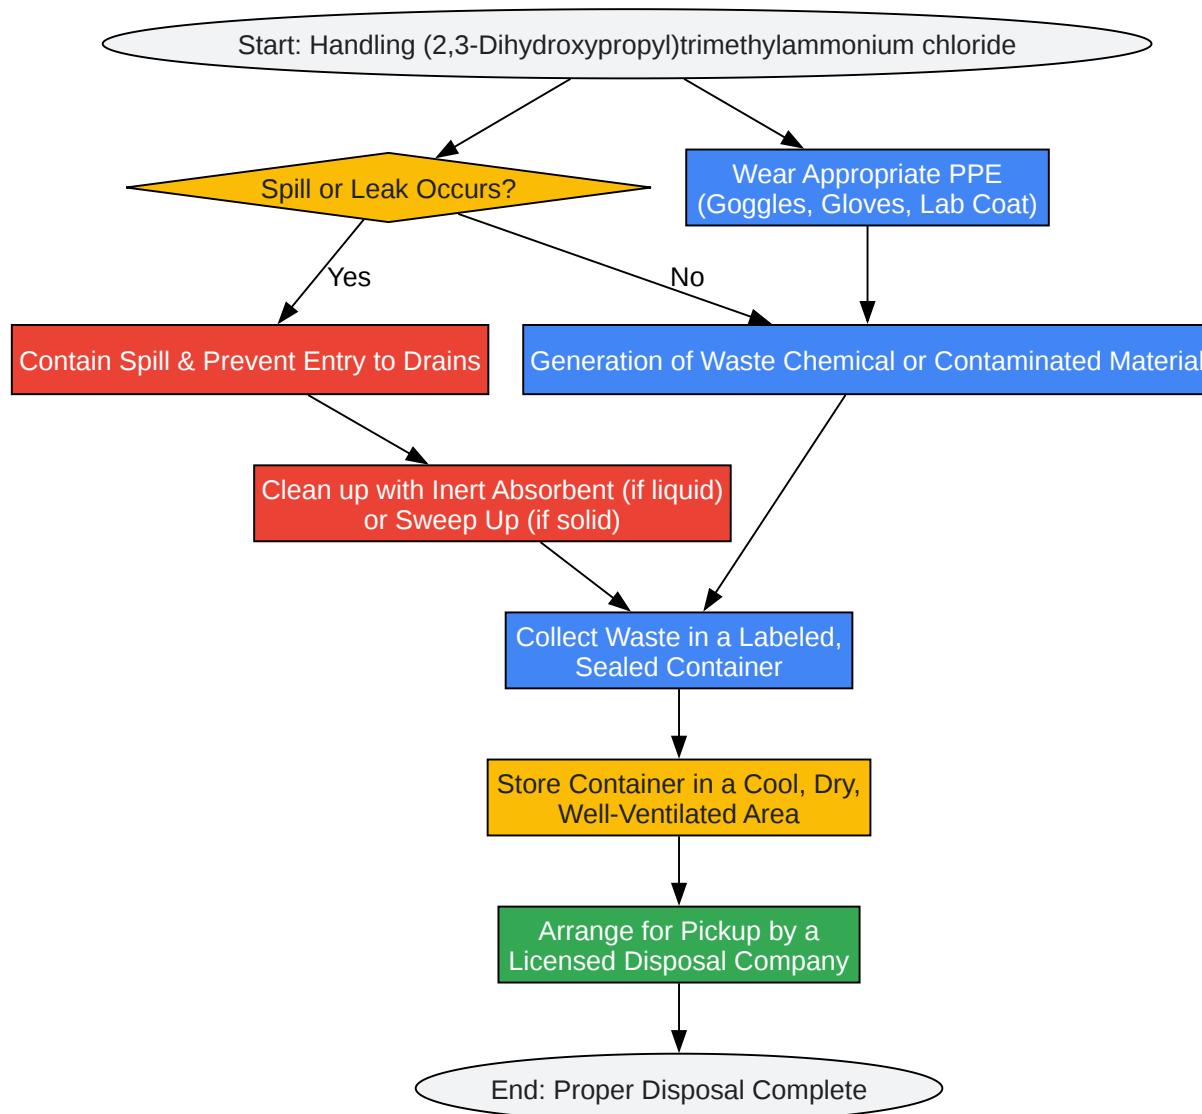 Start: Handling (2,3-Dihydroxypropyl)trimethylammonium chloride
Spill or Leak Occurs?
Wear Appropriate PPE
(Goggles, Gloves, Lab Coat)
Yes
No
Contain Spill & Prevent Entry to Drains
Generation of Waste Chemical or Contaminated Material
Clean up with Inert Absorbent (if liquid)
or Sweep Up (if solid)
Collect Waste in a Labeled,
Sealed Container
Store Container in a Cool, Dry,
Well-Ventilated Area
Arrange for Pickup by a
Licensed Disposal Company
End: Proper Disposal Complete